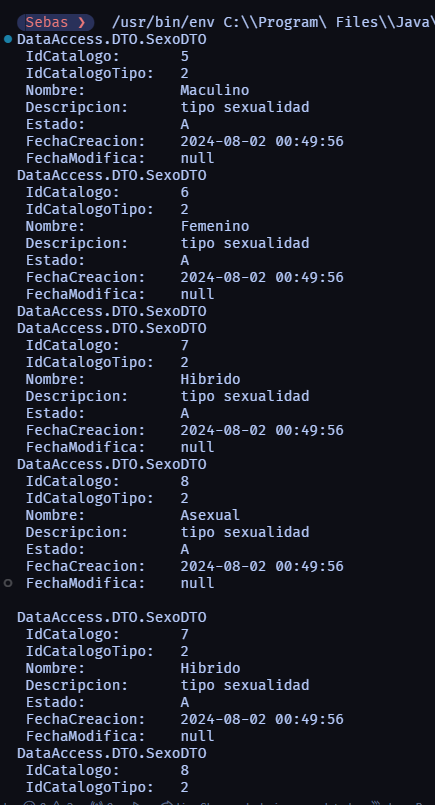 Sebas ❯ /usr/bin/env C:\\Program\ Files\\Java\
DataAccess.DTO.SexoDTO
IdCatalogo: 5
IdCatalogoTipo: 2
Nombre: Maculino
Descripcion: tipo sexualidad
Estado: A
FechaCreacion: 2024-08-02 00:49:56
FechaModifica: null
DataAccess.DTO.SexoDTO
IdCatalogo: 6
IdCatalogoTipo: 2
Nombre: Femenino
Descripcion: tipo sexualidad
Estado: A
FechaCreacion: 2024-08-02 00:49:56
FechaModifica: null
DataAccess.DTO.SexoDTO
DataAccess.DTO.SexoDTO
IdCatalogo: 7
IdCatalogoTipo: 2
Nombre: Hibrido
Descripcion: tipo sexualidad
Estado: A
FechaCreacion: 2024-08-02 00:49:56
FechaModifica: null
DataAccess.DTO.SexoDTO
IdCatalogo: 8
IdCatalogoTipo: 2
Nombre: Asexual
Descripcion: tipo sexualidad
Estado: A
FechaCreacion: 2024-08-02 00:49:56
FechaModifica: null
DataAccess.DTO.SexoDTO
IdCatalogo: 7
IdCatalogoTipo: 2
Nombre: Hibrido
Descripcion: tipo sexualidad
Estado: A
FechaCreacion: 2024-08-02 00:49:56
FechaModifica: null
DataAccess.DTO.SexoDTO
IdCatalogo: 8
IdCatalogoTipo: 2